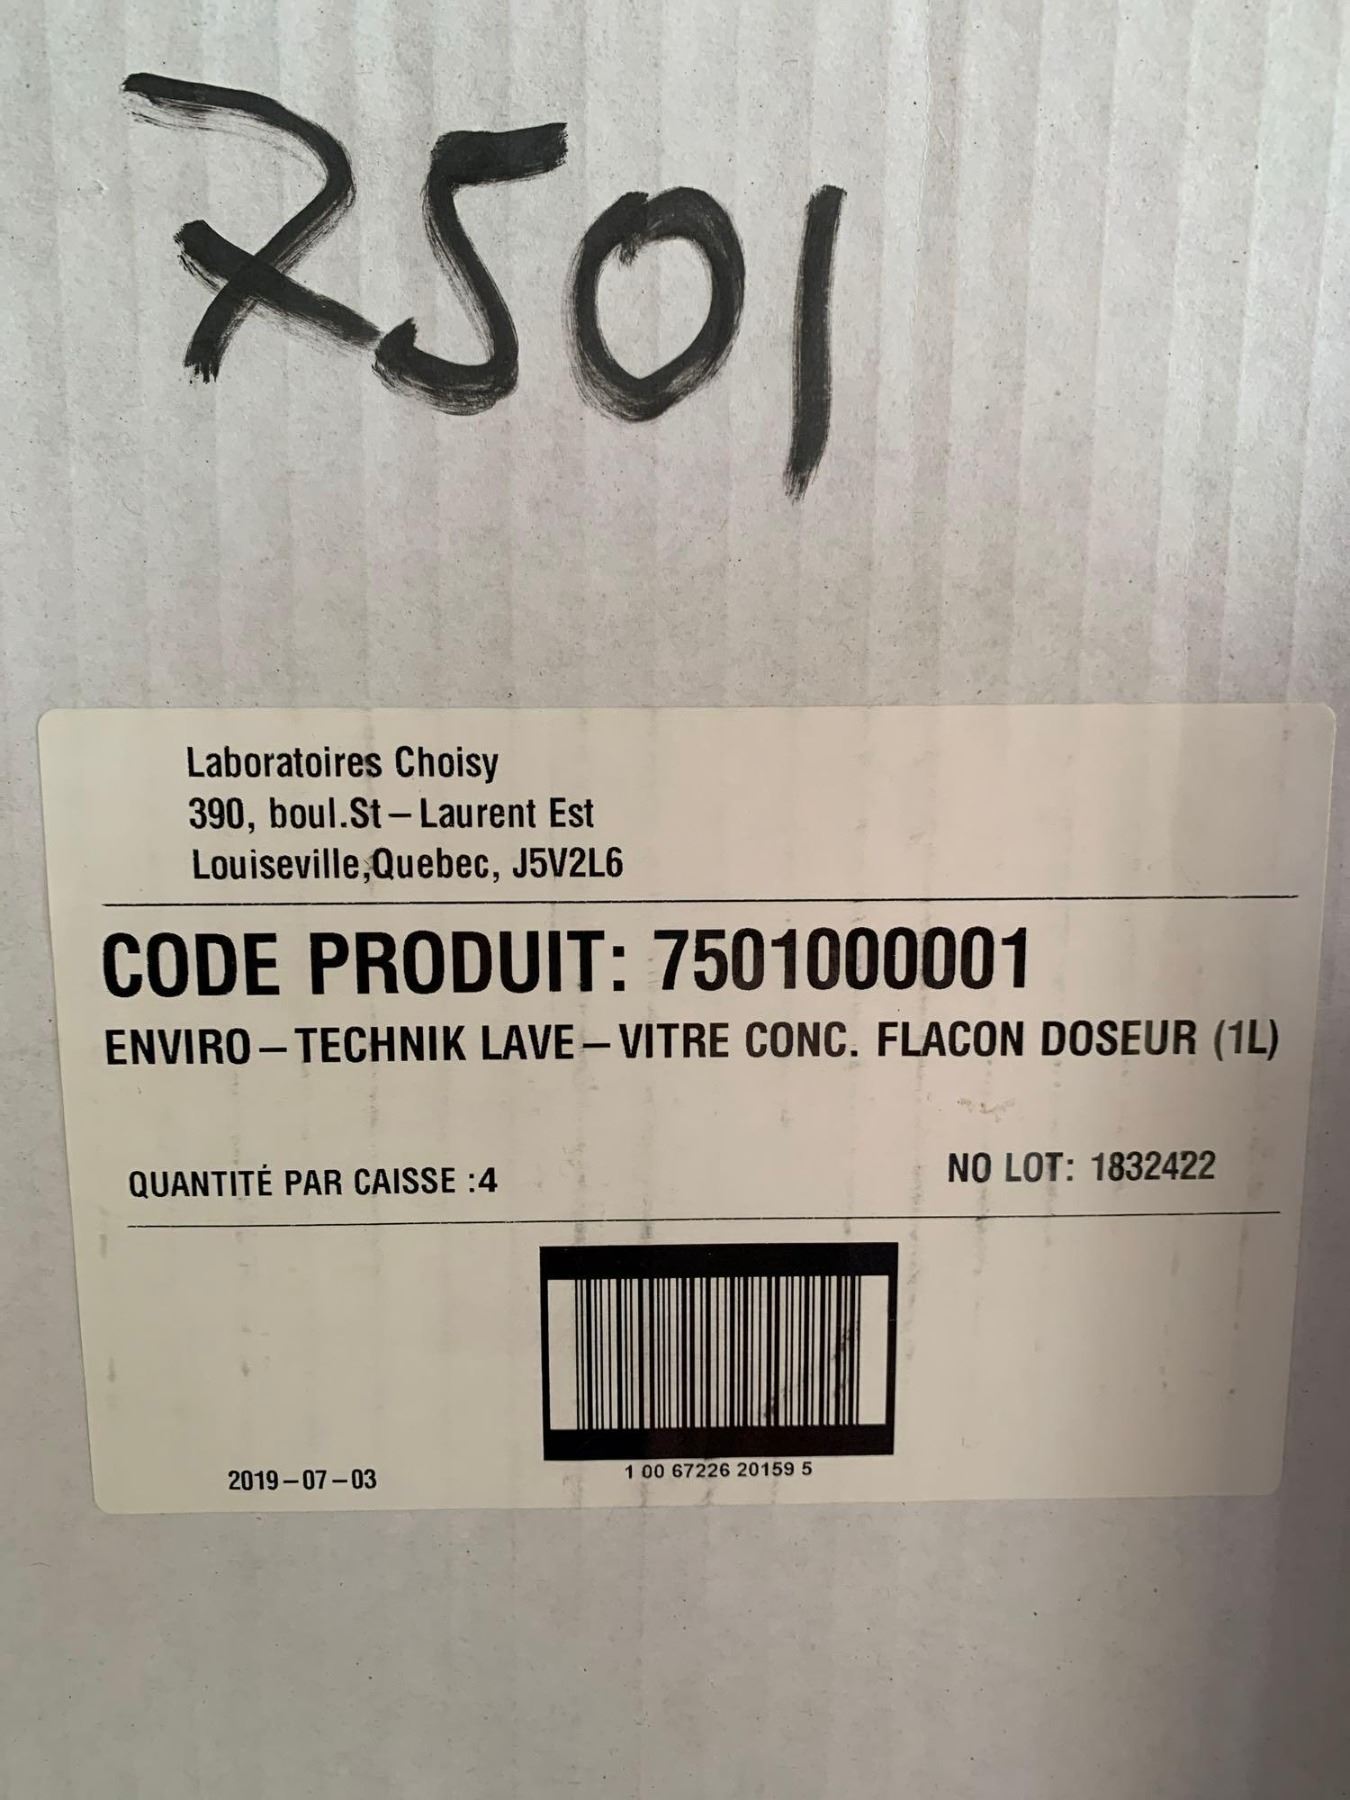 7501
Laboratoires Choisy
390, boul.St–Laurent Est
Louiseville,Quebec, J5V2L6
CODE PRODUIT: 7501000001
ENVIRO–TECHNIK LAVE–VITRE CONC. FLACON DOSEUR (1L)
QUANTITÉ PAR CAISSE :4
NO LOT: 1832422
1 00 67226 20159 5
2019–07–03